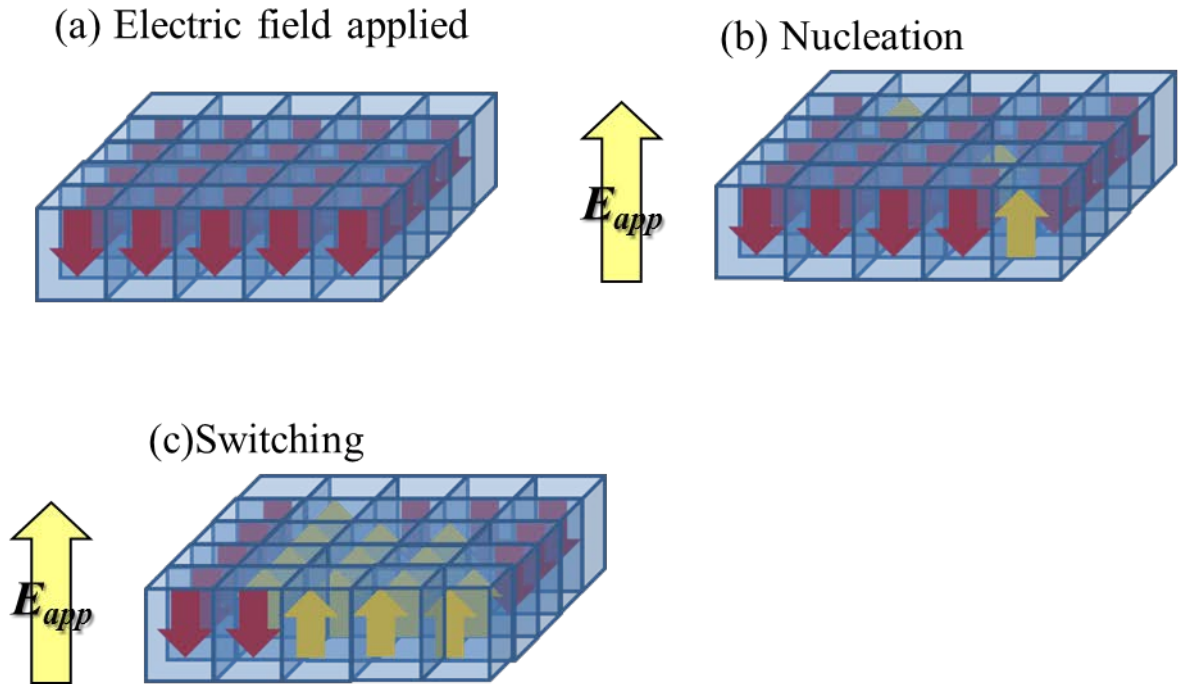 (a) Electric field applied
(b) Nucleation
E_app
(c)Switching
E_app